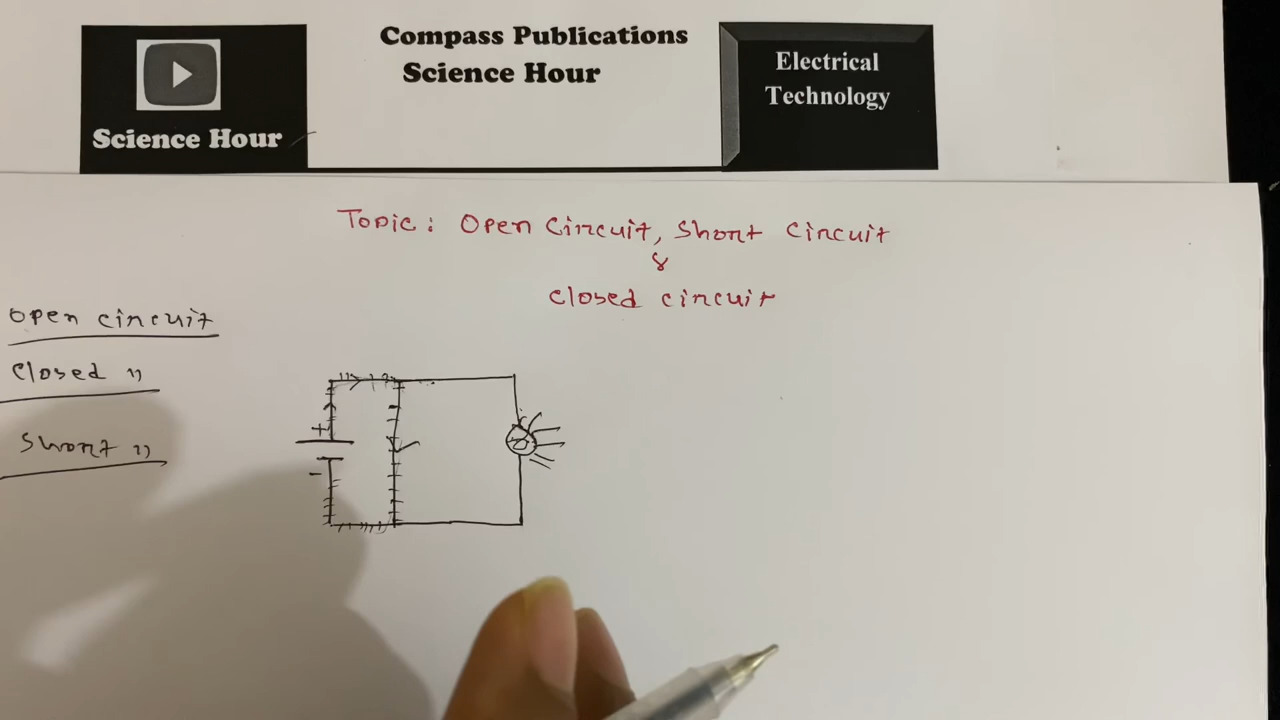 Compass Publications
Science Hour
Science Hour
Electrical
Technology
Topic: Open Circuit, Short Circuit
&
Closed circuit
Open circuit
Closed "
Short "
+
-